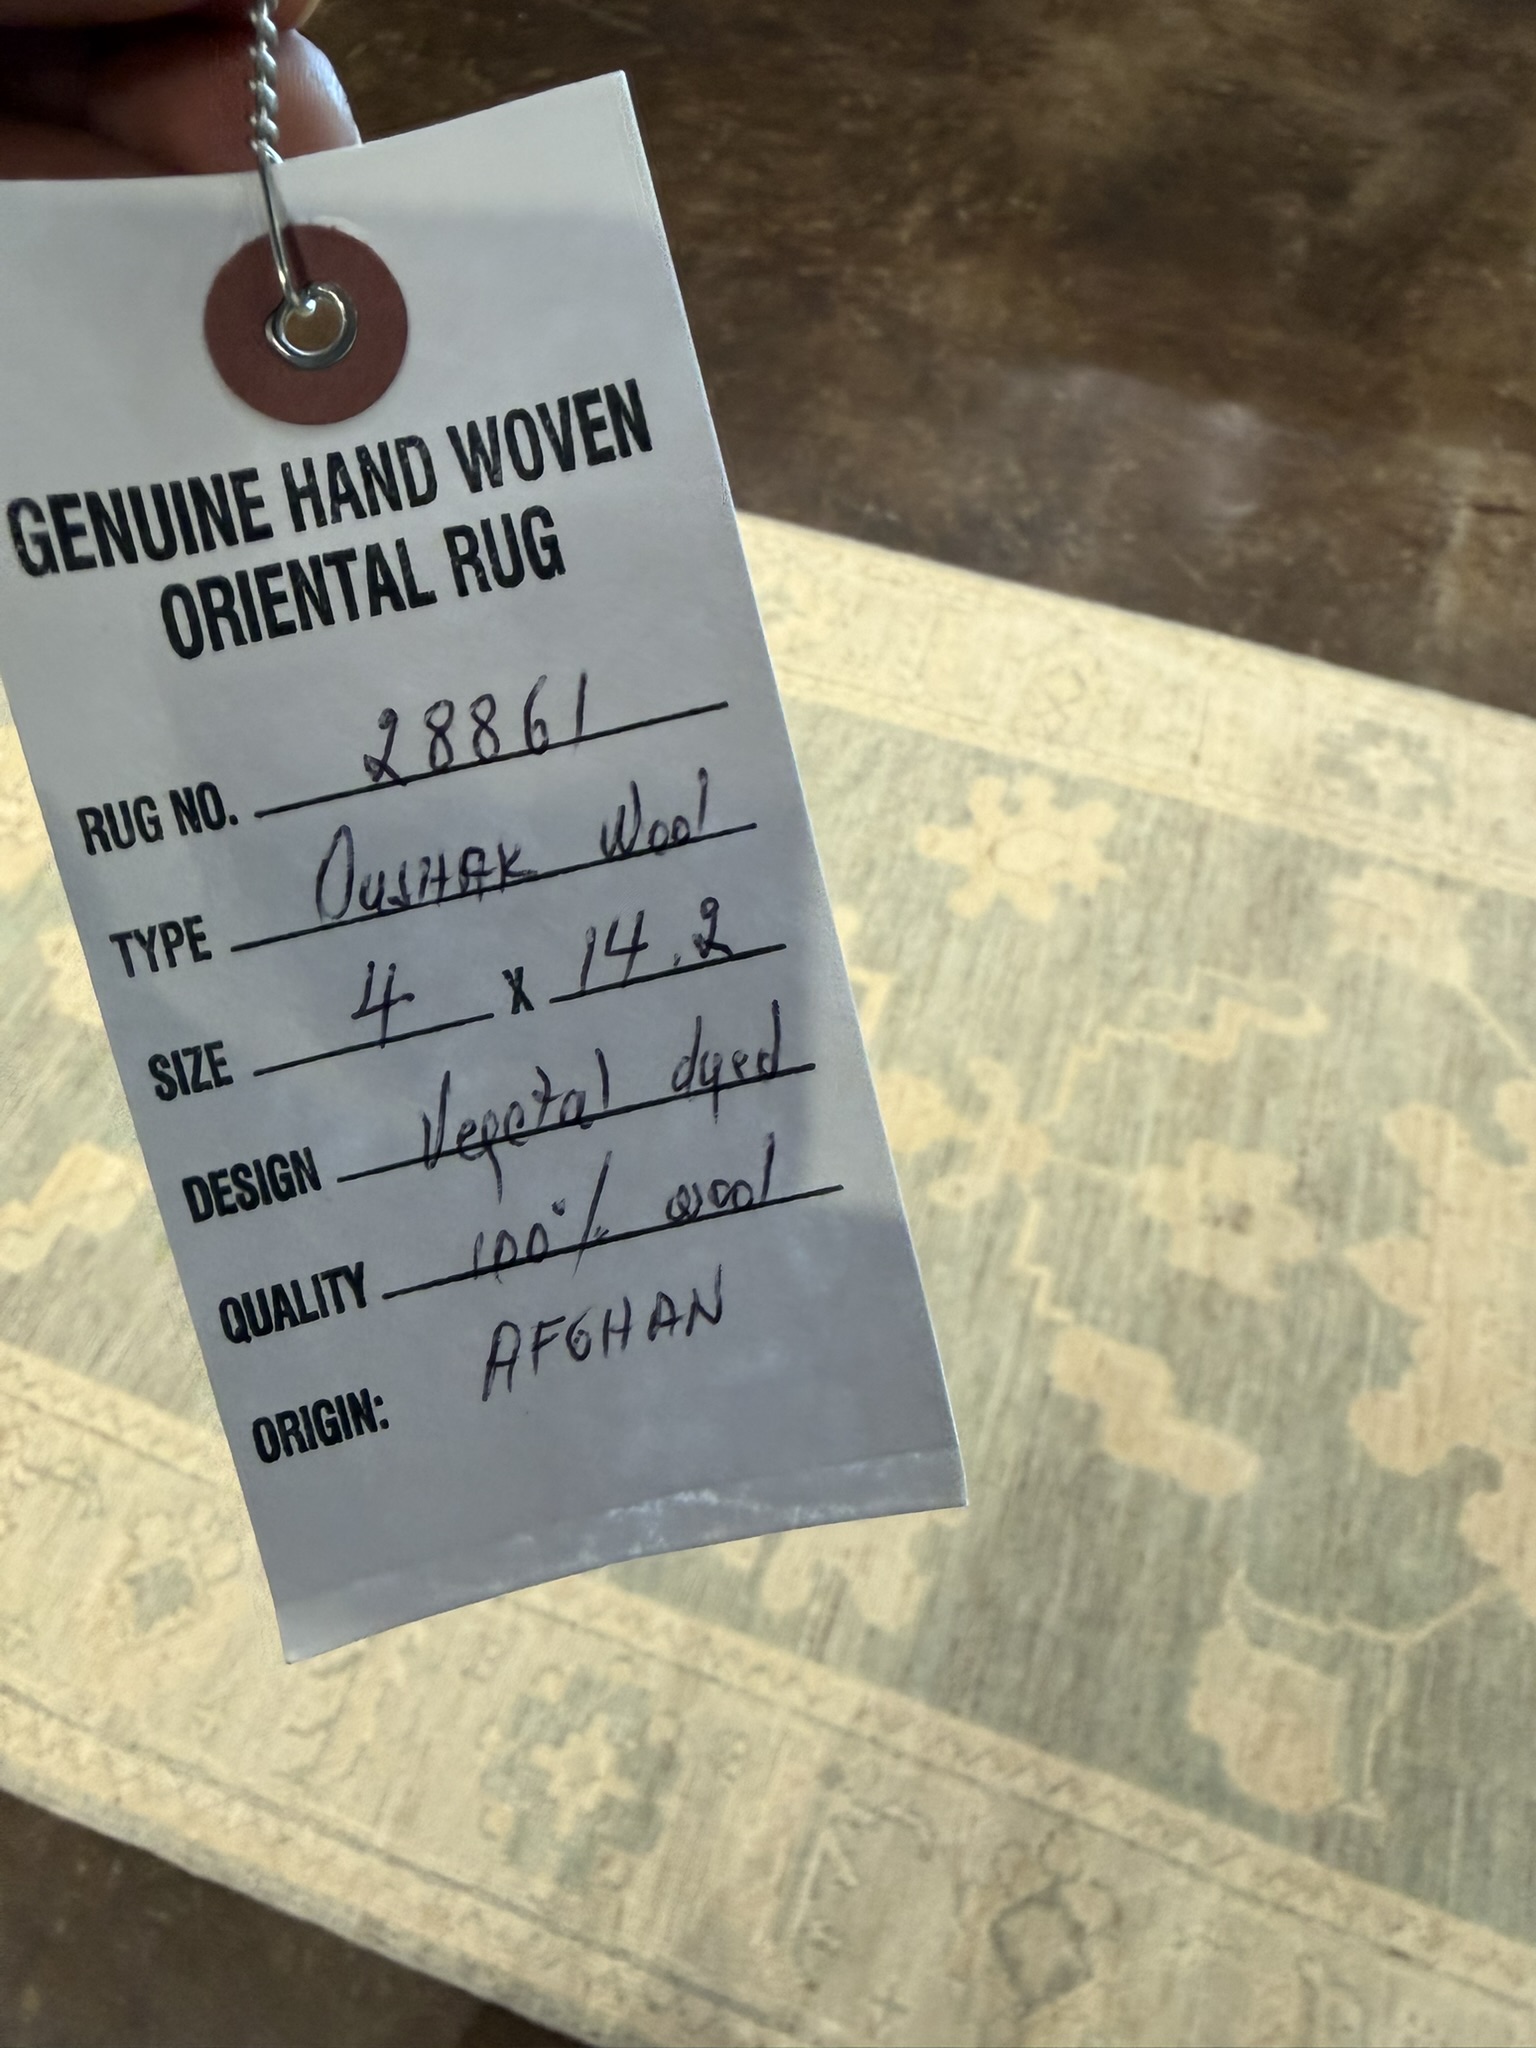 GENUINE HAND WOVEN
ORIENTAL RUG
RUG NO. 28861
TYPE OUSHAK Wool
SIZE 4 X 14.2
DESIGN Vegetal dyed
QUALITY 100% wool
ORIGIN: AFGHAN